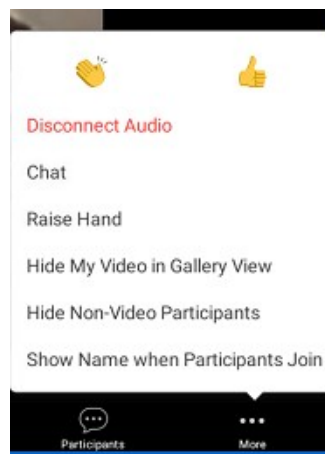 Disconnect Audio
Chat
Raise Hand
Hide My Video in Gallery View
Hide Non-Video Participants
Show Name when Participants Join
Participants
More